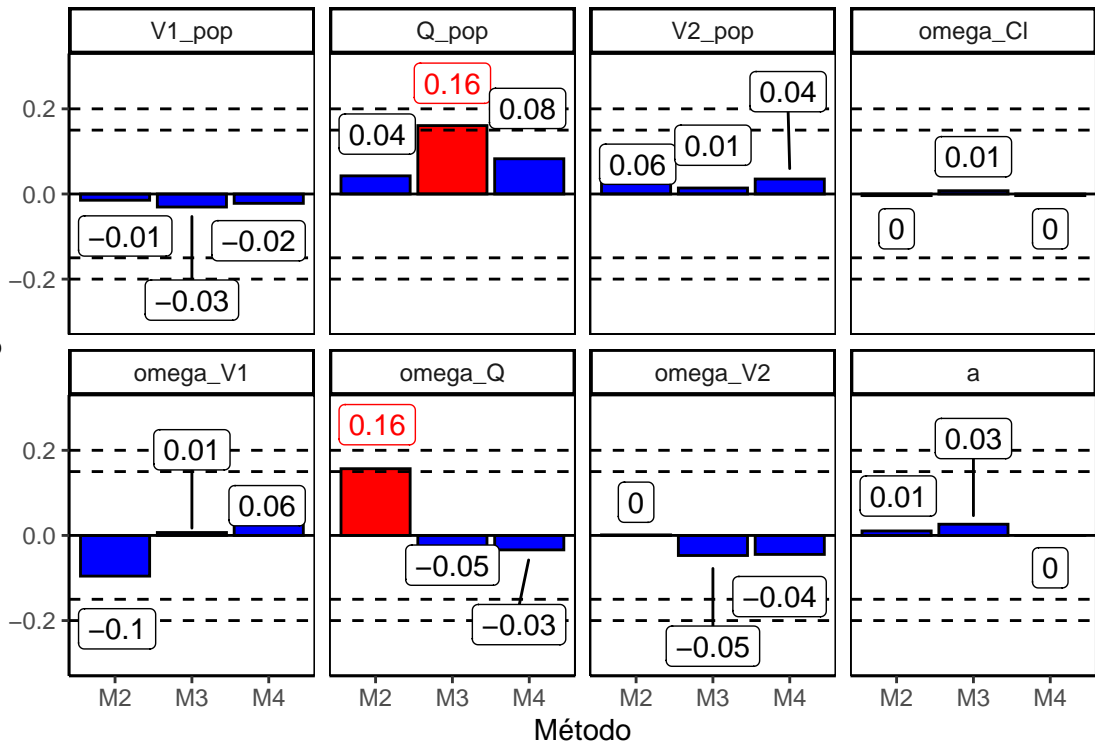 V1_pop Q_pop V2_pop omega_Cl
0.2 0.16 0.04
0.04 0.08
0.06 0.01 0.01
0.0
−0.01 −0.02 0 0
−0.2 −0.03
omega_V1 omega_Q omega_V2 a
0.16
0.2 0.01 0.03
0.06 0 0.01
0.0
−0.05 0
−0.1 −0.03 −0.04
−0.2 −0.05
M2 M3 M4 M2 M3 M4 M2 M3 M4 M2 M3 M4
Método